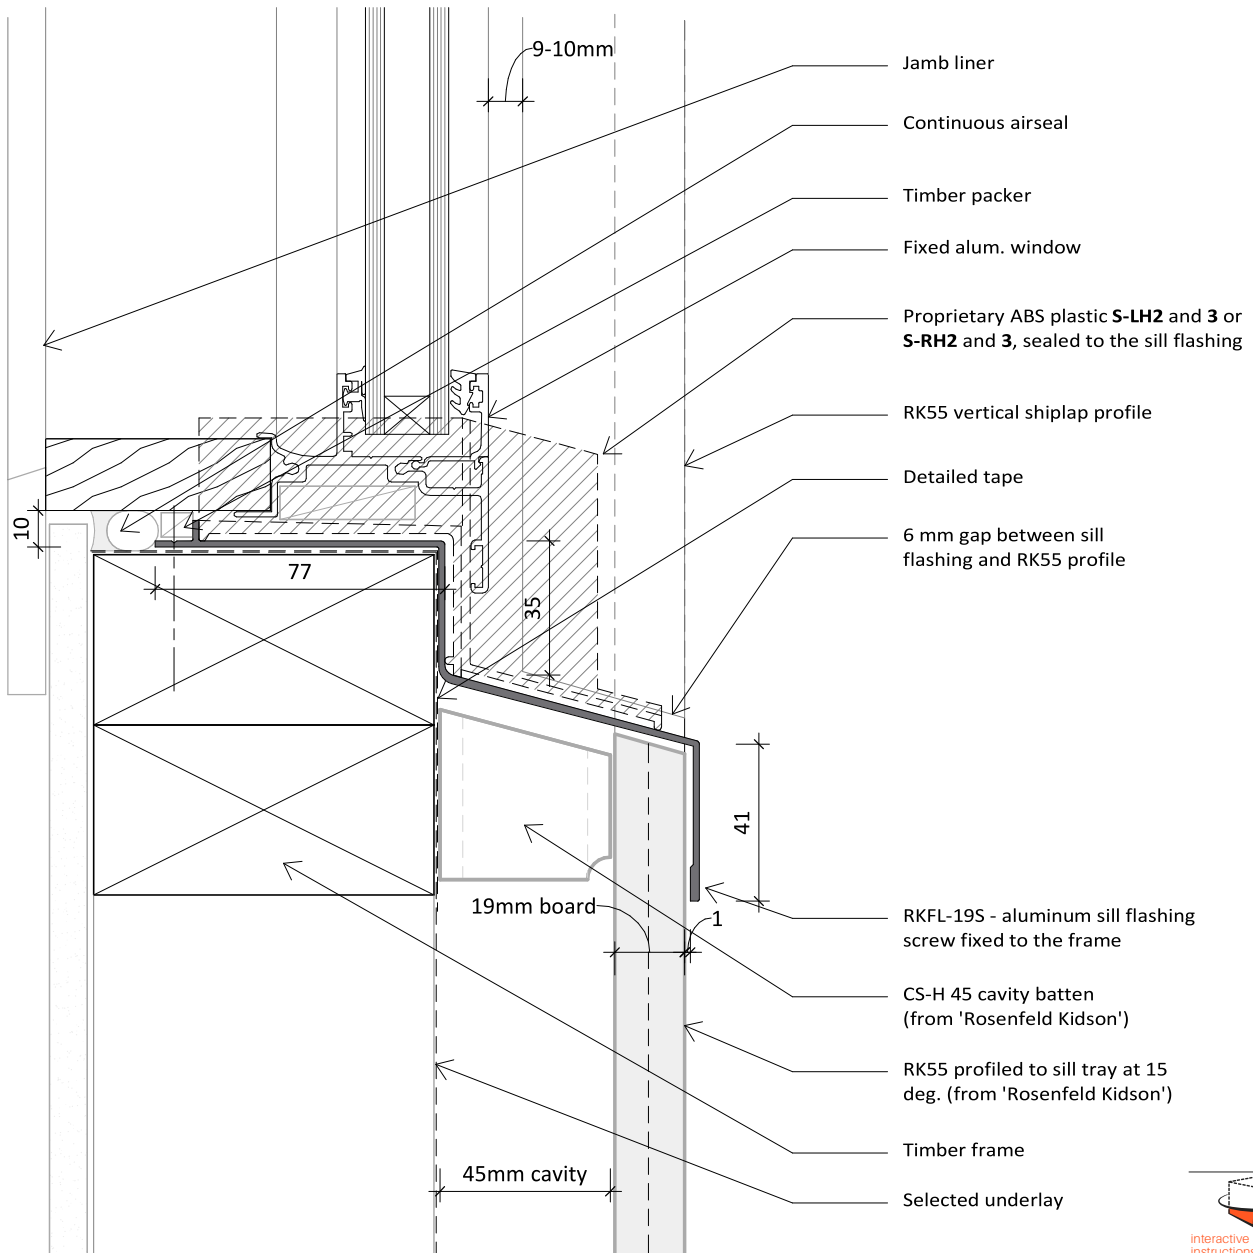 9-10mm
Jamb liner
Continuous airseal
Timber packer
Fixed alum. window
Proprietary ABS plastic S-LH2 and 3 or
S-RH2 and 3, sealed to the sill flashing
RK55 vertical shiplap profile
Detailed tape
6 mm gap between sill
flashing and RK55 profile
10
77
35
41
19mm board
1
RKFL-19S - aluminum sill flashing
screw fixed to the frame
CS-H 45 cavity batten
(from 'Rosenfeld Kidson')
RK55 profiled to sill tray at 15
deg. (from 'Rosenfeld Kidson')
Timber frame
45mm cavity
Selected underlay
interactive
instructions